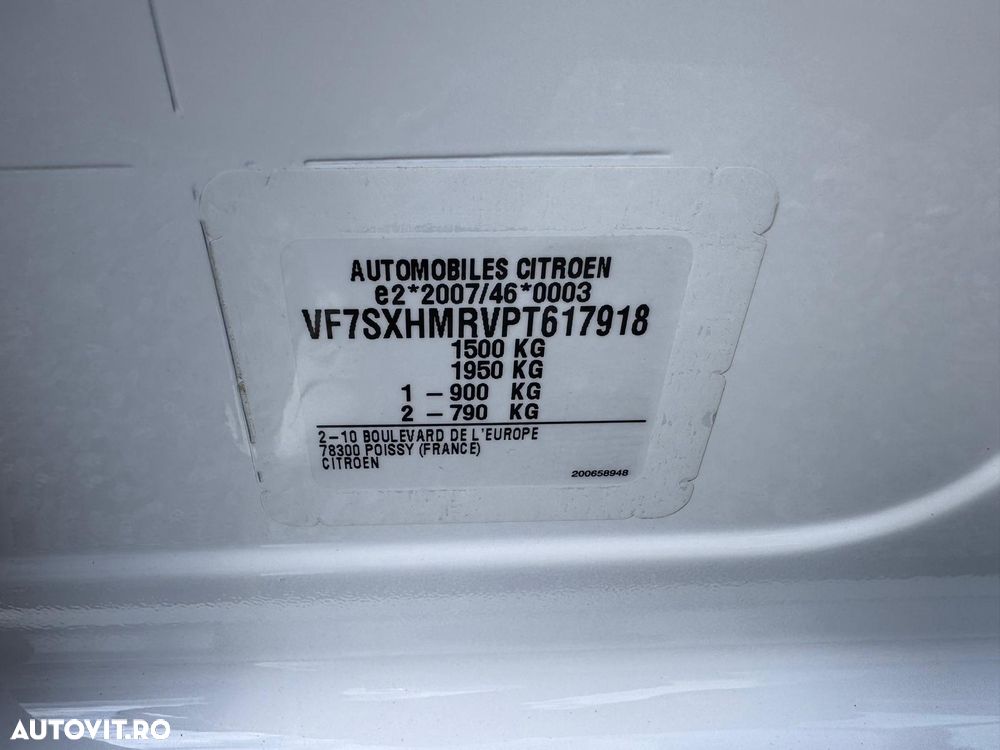 AUTOMOBILES CITROEN
e2*2007/46*0003
VF7SXHMRVPT617918
1500 KG
1950 KG
1 - 900 KG
2 - 790 KG
2-10 BOULEVARD DE L'EUROPE
78300 POISSY (FRANCE)
CITROEN
200658948
AUTOVIT.RO